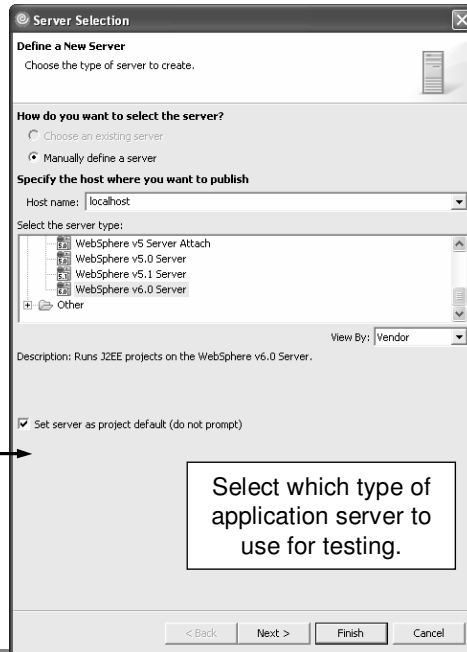 Server Selection
Define a New Server
Choose the type of server to create.
How do you want to select the server?
Choose an existing server
Manually define a server
Specify the host where you want to publish
Host name: localhost
Select the server type:
WebSphere v5 Server Attach
WebSphere v5.0 Server
WebSphere v5.1 Server
WebSphere v6.0 Server
Other
View By: Vendor
Description: Runs J2EE projects on the WebSphere v6.0 Server.
Set server as project default (do not prompt)
Select which type of
application server to
use for testing.
< Back Next > Finish Cancel